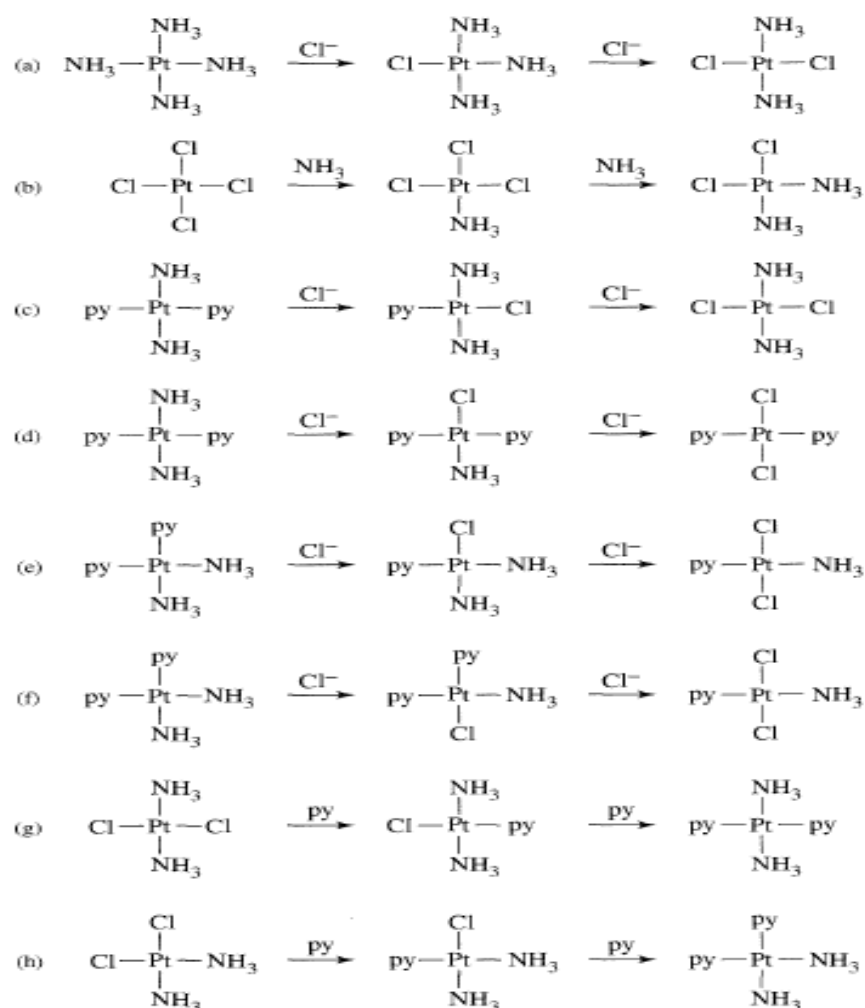 NH₃ NH₃ NH₃
(a) NH₃—Pt—NH₃ Cl⁻ Cl—Pt—NH₃ Cl⁻ Cl—Pt—Cl
NH₃ NH₃ NH₃
Cl Cl Cl
(b) Cl—Pt—Cl NH₃ Cl—Pt—Cl NH₃ Cl—Pt—NH₃
Cl NH₃ NH₃
NH₃ NH₃ NH₃
(c) py—Pt—py Cl⁻ py—Pt—Cl Cl⁻ Cl—Pt—Cl
NH₃ NH₃ NH₃
NH₃ Cl Cl
(d) py—Pt—py Cl⁻ py—Pt—py Cl⁻ py—Pt—py
NH₃ NH₃ Cl
py Cl Cl
(e) py—Pt—NH₃ Cl⁻ py—Pt—NH₃ Cl⁻ py—Pt—NH₃
NH₃ NH₃ Cl
py py Cl
(f) py—Pt—NH₃ Cl⁻ py—Pt—NH₃ Cl⁻ py—Pt—NH₃
NH₃ Cl Cl
NH₃ NH₃ NH₃
(g) Cl—Pt—Cl py Cl—Pt—py py py—Pt—py
NH₃ NH₃ NH₃
Cl Cl py
(h) Cl—Pt—NH₃ py py—Pt—NH₃ py py—Pt—NH₃
NH₃ NH₃ NH₃